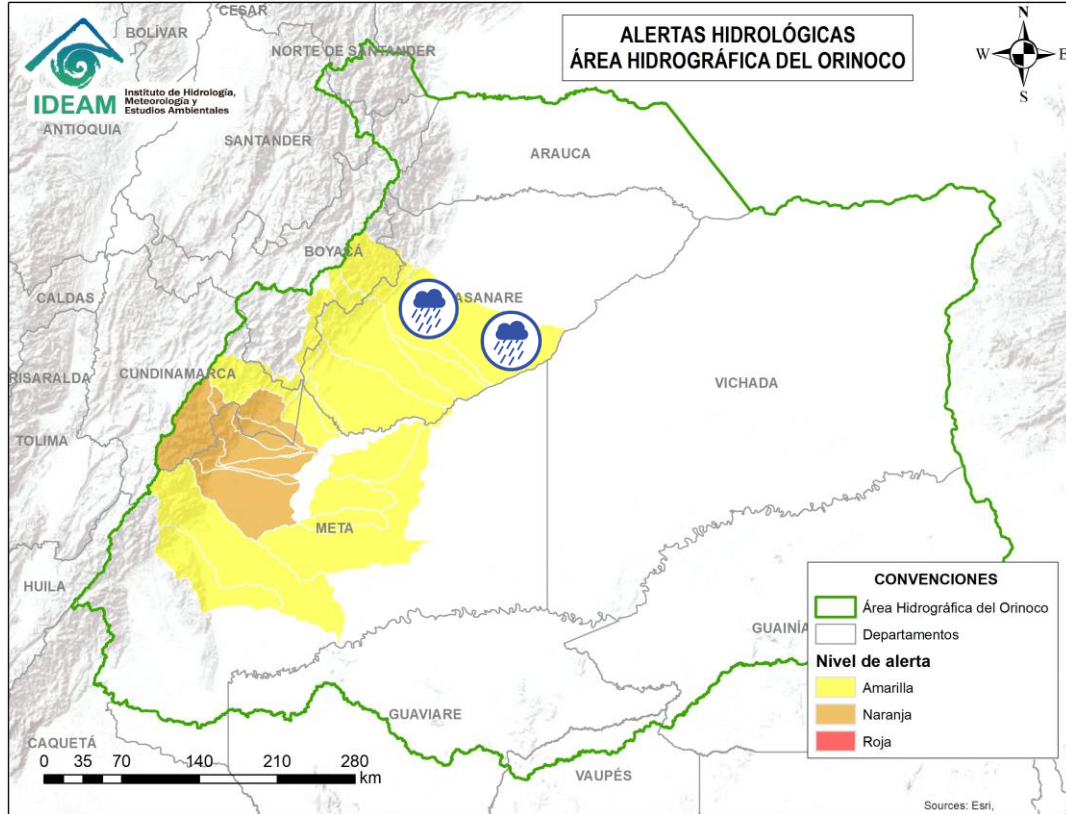 ALERTAS HIDROLÓGICAS
ÁREA HIDROGRÁFICA DEL ORINOCO
N
W
E
S
IDEAM
Instituto de Hidrología,
Meteorología y
Estudios Ambientales
CESAR
BOLÍVAR
NORTE DE SANTANDER
ANTIOQUIA
SANTANDER
ARAUCA
BOYACÁ
CALDAS
ASANARE
RISARALDA
CUNDINAMARCA
VICHADA
TOLIMA
META
HUILA
GUAINÍA
GUAVIARE
CAQUETÁ
VAUPÉS
CONVENCIONES
Área Hidrográfica del Orinoco
Departamentos
Nivel de alerta
Amarilla
Naranja
Roja
0 35 70 140 210 280
km
Sources: Esri,